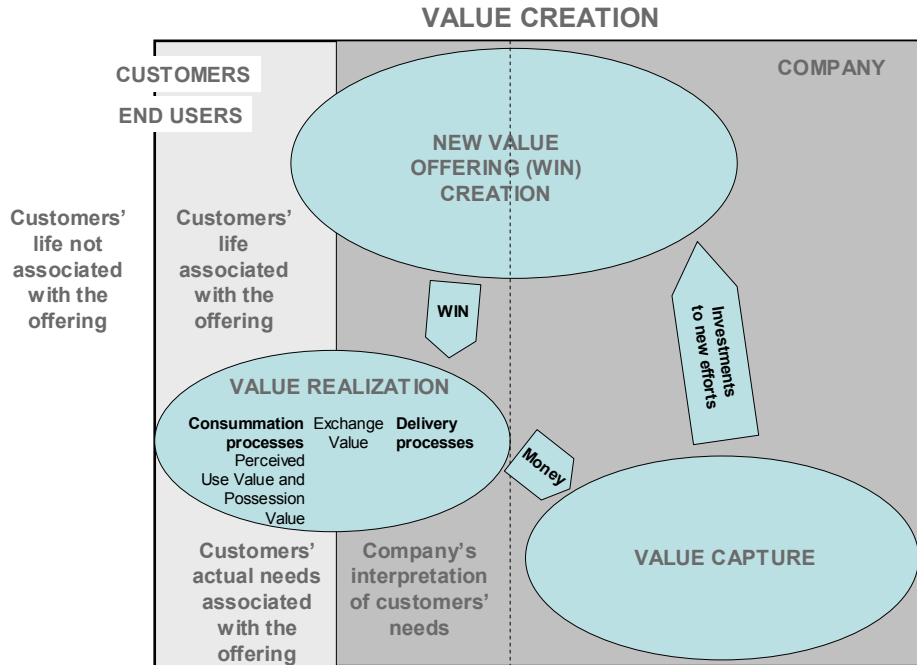 VALUE CREATION
CUSTOMERS
END USERS
COMPANY
NEW VALUE
OFFERING (WIN)
CREATION
Customers’
life not
associated
with the
offering
Customers’
life
associated
with the
offering
WIN
Investments
to new efforts
VALUE REALIZATION
Consummation
processes
Perceived
Use Value and
Possession
Value
Exchange
Value
Delivery
processes
Money
VALUE CAPTURE
Customers’
actual needs
associated
with the
offering
Company’s
interpretation
of customers’
needs